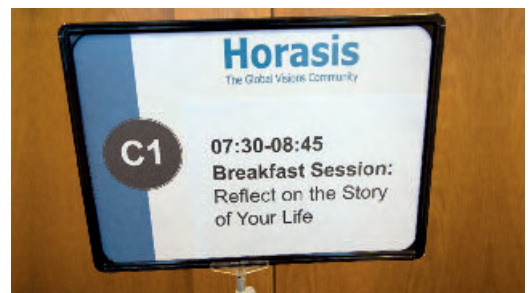 Horasis
The Global Visions Community
C1
07:30-08:45
Breakfast Session:
Reflect on the Story
of Your Life